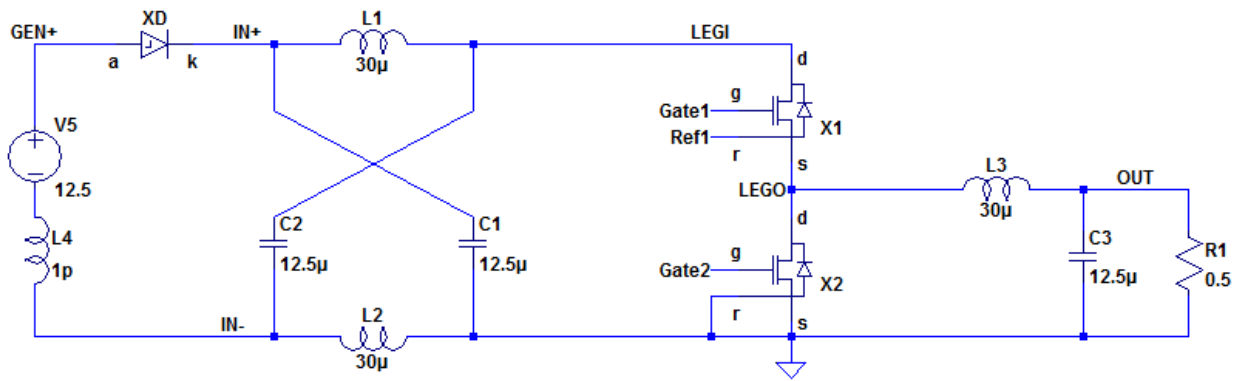 XD
L1
GEN+
IN+
LEGI
a
k
30µ
d
g
Gate1
X1
Ref1
V5
r
s
L3
12.5
LEGO
OUT
30µ
d
L4
C2
C1
C3
R1
1p
12.5µ
12.5µ
g
Gate2
X2
12.5µ
0.5
L2
r
s
IN-
30µ